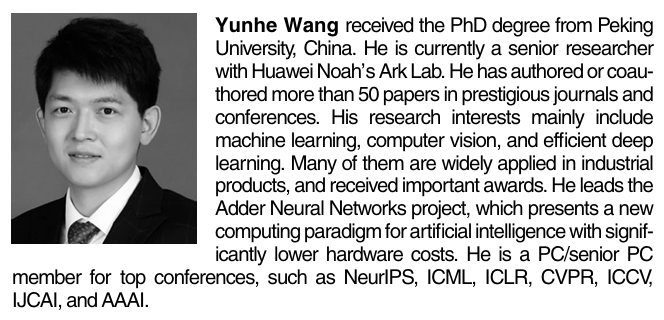 Yunhe Wang received the PhD degree from Peking
University, China. He is currently a senior researcher
with Huawei Noah's Ark Lab. He has authored or coau-
thored more than 50 papers in prestigious journals and
conferences. His research interests mainly include
machine learning, computer vision, and efficient deep
learning. Many of them are widely applied in industrial
products, and received important awards. He leads the
Adder Neural Networks project, which presents a new
computing paradigm for artificial intelligence with signif-
icantly lower hardware costs. He is a PC/senior PC
member for top conferences, such as NeurIPS, ICML, ICLR, CVPR, ICCV,
IJCAI, and AAAI.